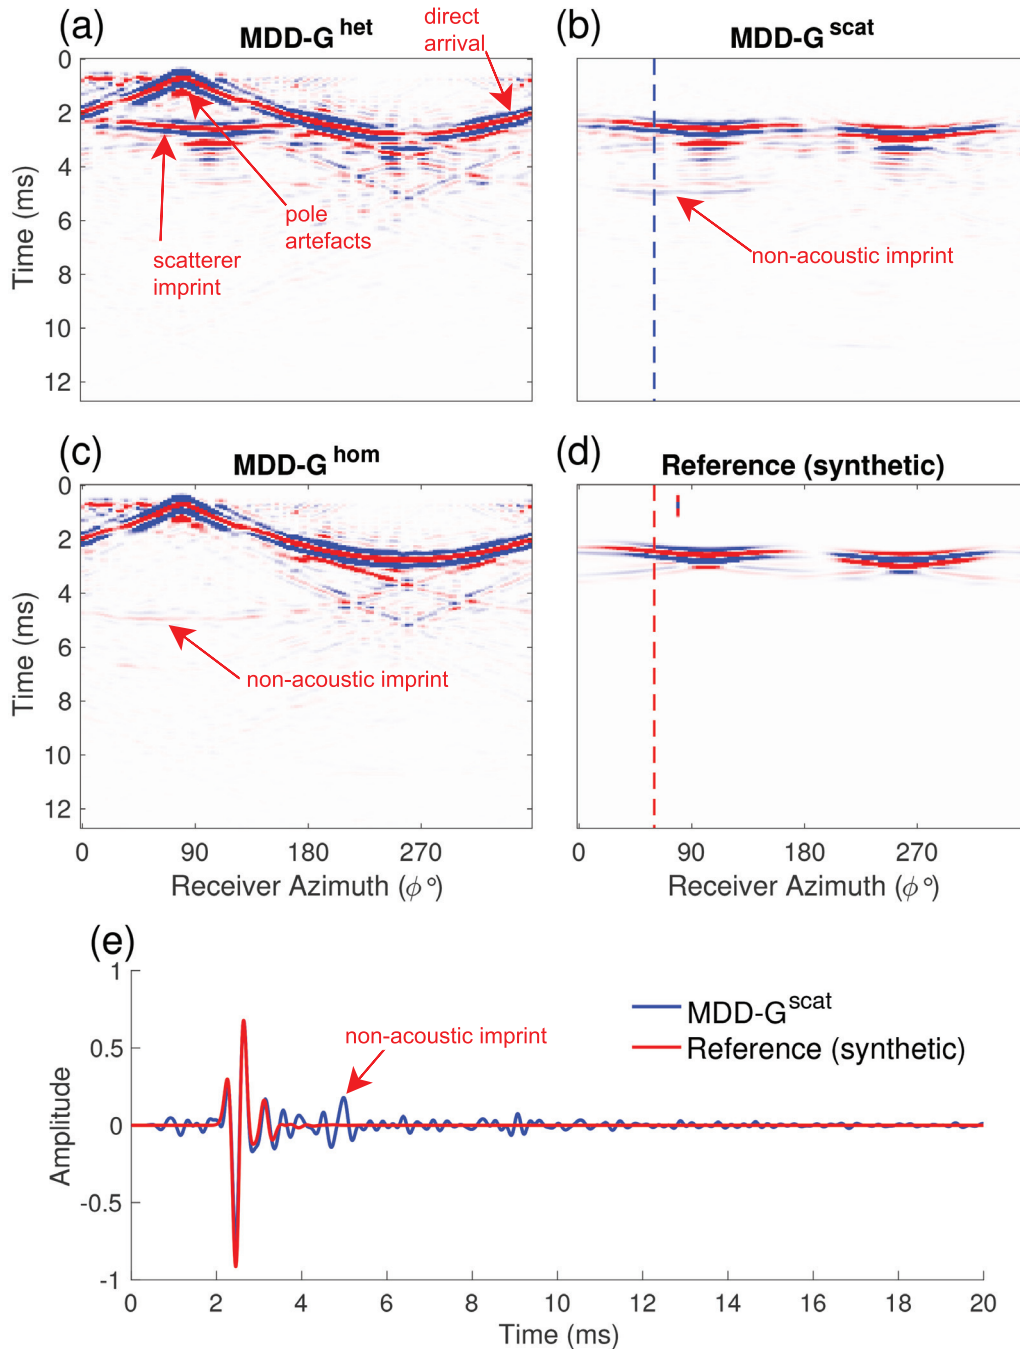 (a)
MDD-G^het
direct
arrival
(b)
MDD-G^scat
0
2
4
6
8
10
12
Time (ms)
scatterer
imprint
pole
artefacts
non-acoustic imprint
(c)
MDD-G^hom
(d)
Reference (synthetic)
0
2
4
6
8
10
12
Time (ms)
non-acoustic imprint
0
90
180
270
Receiver Azimuth (ϕ°)
0
90
180
270
Receiver Azimuth (ϕ°)
(e)
1
0.5
0
-0.5
-1
Amplitude
non-acoustic imprint
MDD-G^scat
Reference (synthetic)
0
2
4
6
8
10
12
14
16
18
20
Time (ms)